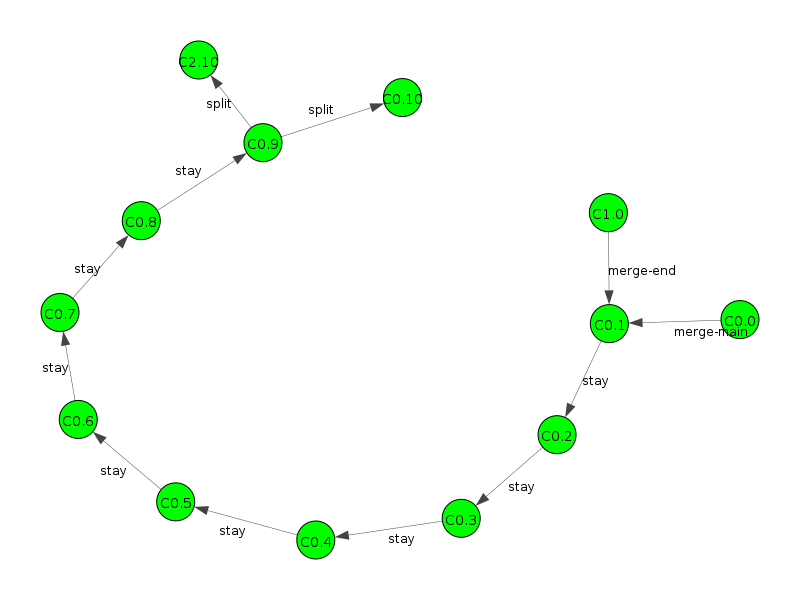 C2.10
C0.10
split
split
C0.9
stay
C0.8
C1.0
stay
merge-end
C0.7
C0.1
C0.0
merge-main
stay
stay
C0.6
C0.2
stay
stay
C0.5
C0.3
stay
stay
C0.4